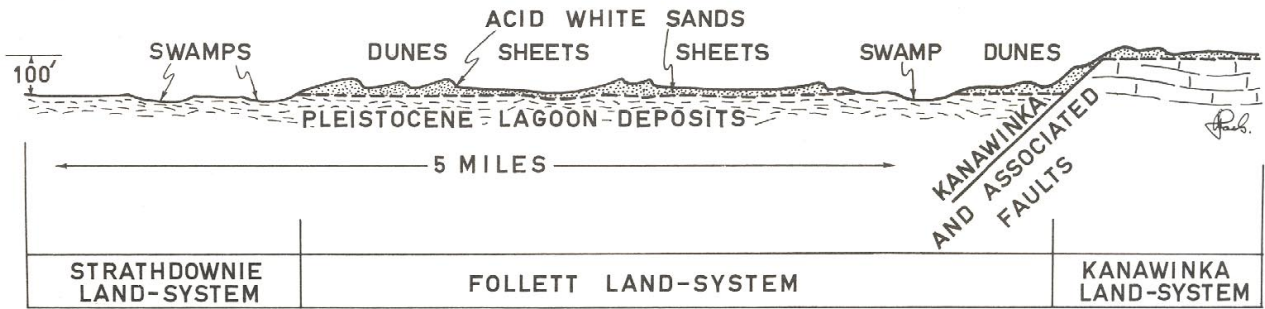 ACID WHITE SANDS
SWAMPS DUNES SHEETS SHEETS SWAMP DUNES
100'
PLEISTOCENE LAGOON DEPOSITS
5 MILES
KANAWINKA
AND ASSOCIATED
FAULTS
STRATHDOWNIE
LAND-SYSTEM
FOLLETT LAND-SYSTEM
KANAWINKA
LAND-SYSTEM